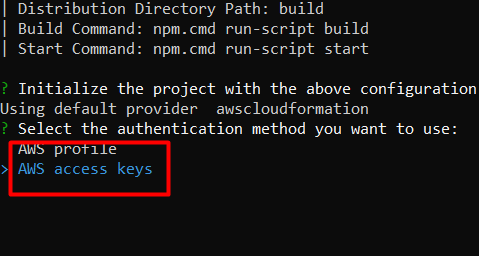 | Distribution Directory Path: build
| Build Command: npm.cmd run-script build
| Start Command: npm.cmd run-script start
? Initialize the project with the above configuration
Using default provider  awscloudformation
? Select the authentication method you want to use:
AWS profile
> AWS access keys